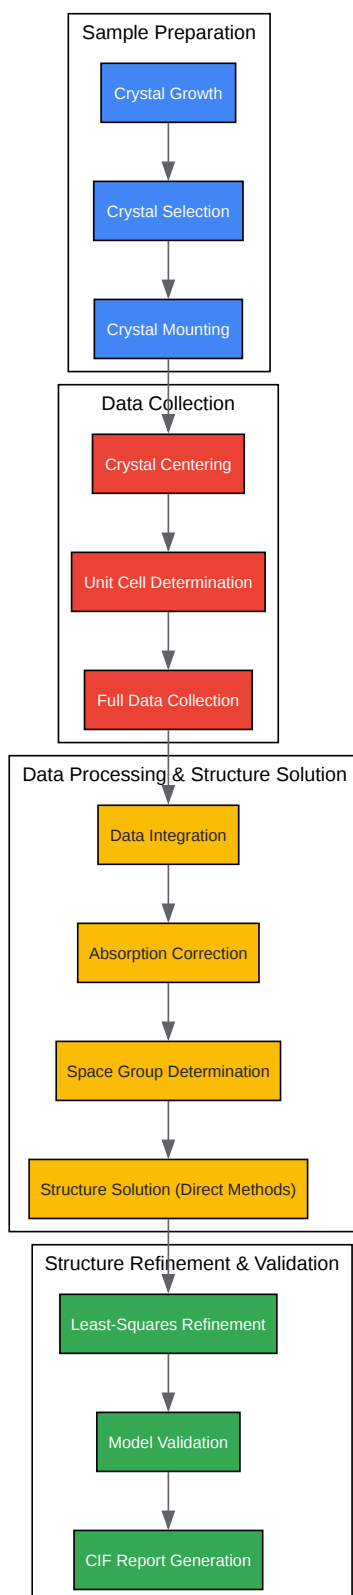 Sample Preparation
Crystal Growth
Crystal Selection
Crystal Mounting
Data Collection
Crystal Centering
Unit Cell Determination
Full Data Collection
Data Processing & Structure Solution
Data Integration
Absorption Correction
Space Group Determination
Structure Solution (Direct Methods)
Structure Refinement & Validation
Least-Squares Refinement
Model Validation
CIF Report Generation